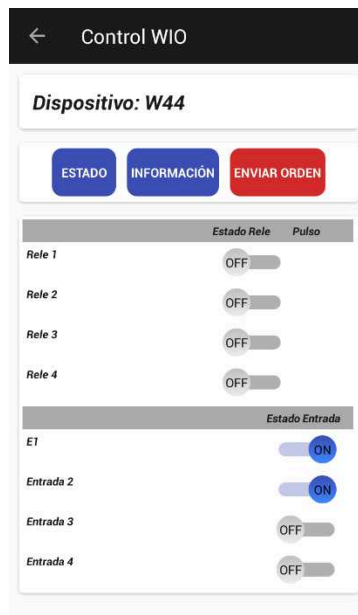 Control WIO
Dispositivo: W44
ESTADO INFORMACIÓN ENVIAR ORDEN
Estado Rele Pulso
Rele 1 OFF
Rele 2 OFF
Rele 3 OFF
Rele 4 OFF
Estado Entrada
E1 ON
Entrada 2 ON
Entrada 3 OFF
Entrada 4 OFF